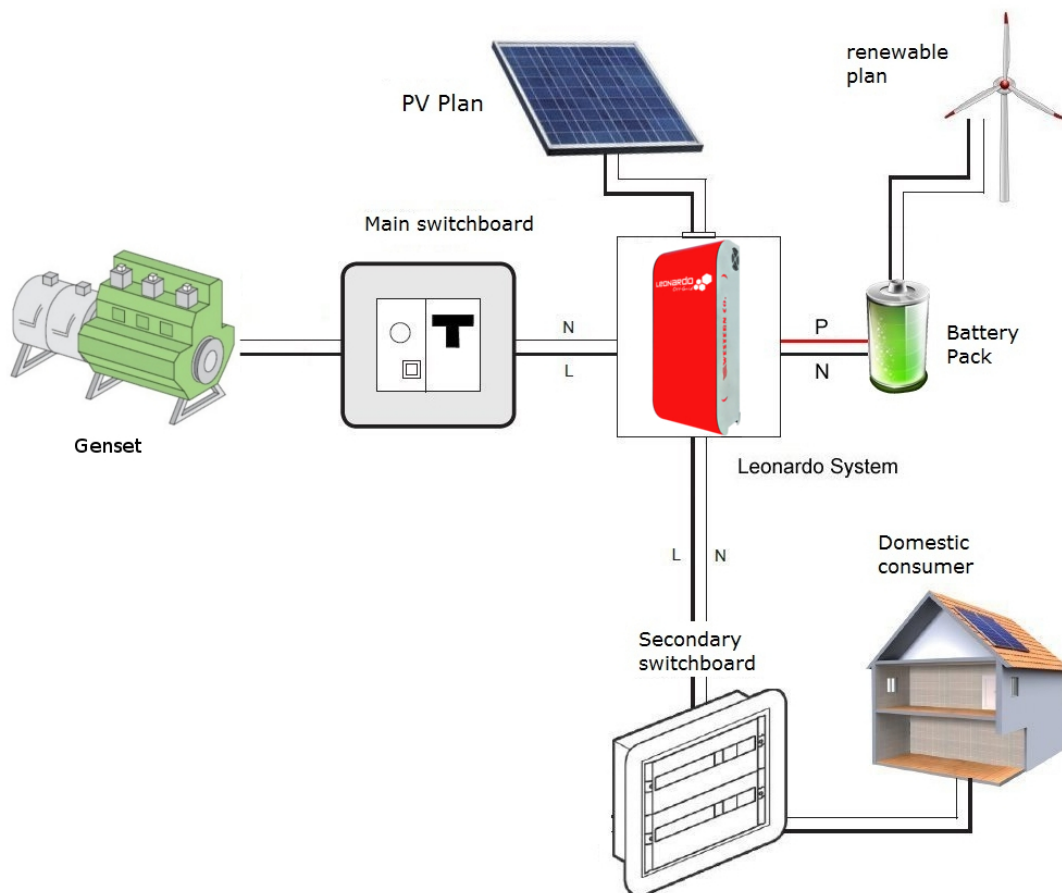 PV Plan
renewable
plan
Main switchboard
LEONARDO
N
L
P
N
Battery
Pack
Genset
Leonardo System
L
N
Domestic
consumer
Secondary
switchboard